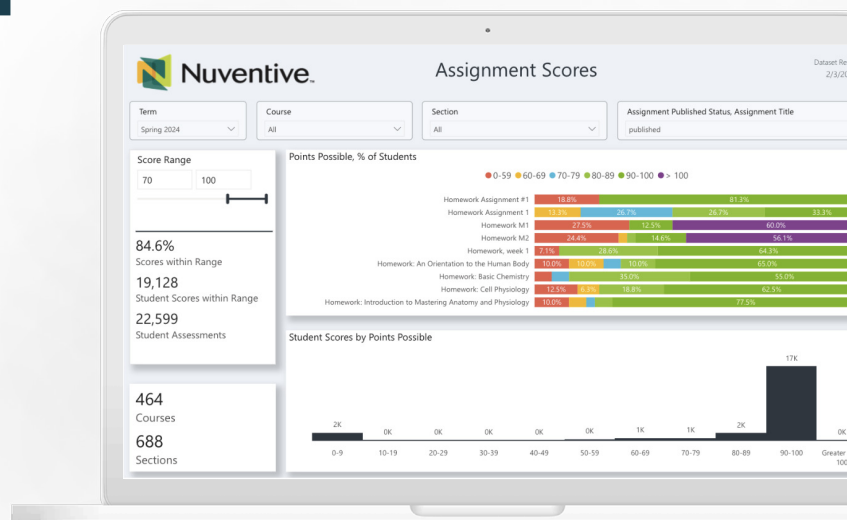 Nuventive
Assignment Scores
Dataset Re
2/3/20
Term
Spring 2024
Course
All
Section
All
Assignment Published Status, Assignment Title
published
Score Range
70 100
84.6%
Scores within Range
19,128
Student Scores within Range
22,599
Student Assessments
464
Courses
688
Sections
Points Possible, % of Students
0-59 60-69 70-79 80-89 90-100 > 100
Homework Assignment #1 18.8% 81.3%
Homework Assignment 1 13.3% 26.7% 26.7% 33.3%
Homework M1 27.5% 12.5% 60.0%
Homework M2 24.4% 14.6% 56.1%
Homework, week 1 7.1% 28.6% 64.3%
Homework: An Orientation to the Human Body 10.0% 10.0% 10.0% 65.0%
Homework: Basic Chemistry 35.0% 55.0%
Homework: Cell Physiology 12.5% 6.3% 18.8% 62.5%
Homework: Introduction to Mastering Anatomy and Physiology 10.0% 77.5%
Student Scores by Points Possible
2K 0K 0K 0K 0K 0K 1K 1K 2K 17K 0K
0-9 10-19 20-29 30-39 40-49 50-59 60-69 70-79 80-89 90-100 Greater
100